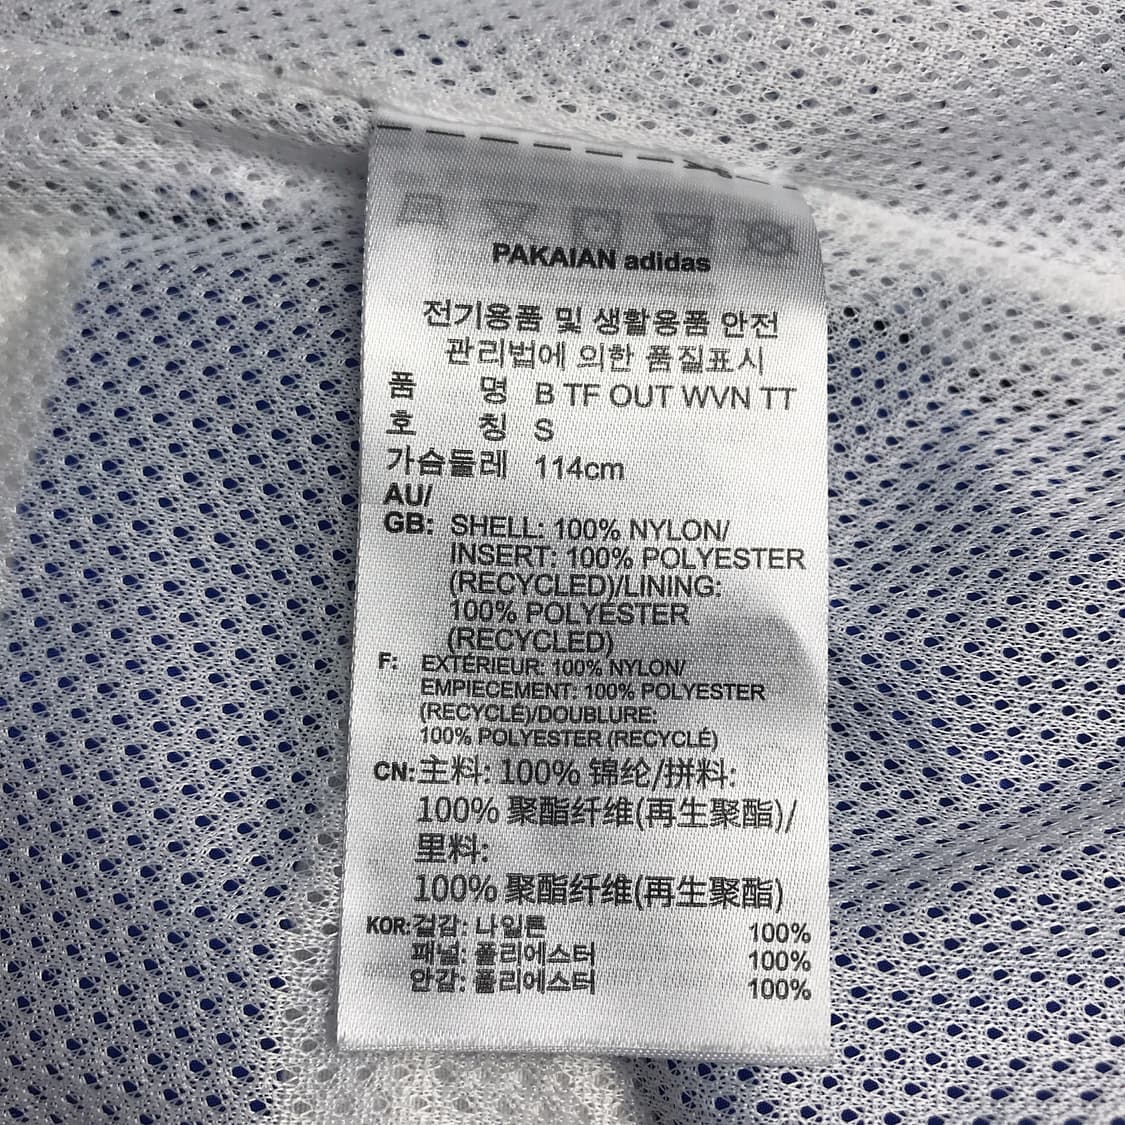 PAKAIAN adidas
전기용품 및 생활용품 안전
관리법에 의한 품질표시
품 명 B TF OUT WVN TT
호 칭 S
가슴둘레 114cm
AU/
GB: SHELL: 100% NYLON/
INSERT: 100% POLYESTER
(RECYCLED)/LINING:
100% POLYESTER
(RECYCLED)
F: EXTÉRIEUR: 100% NYLON/
EMPIECEMENT: 100% POLYESTER
(RECYCLÉ)/DOUBLURE:
100% POLYESTER (RECYCLÉ)
CN: 主料: 100% 锦纶/拼料:
100% 聚酯纤维(再生聚酯)/
里料:
100% 聚酯纤维(再生聚酯)
KOR: 겉감: 나일론 100%
패널: 폴리에스터 100%
안감: 폴리에스터 100%